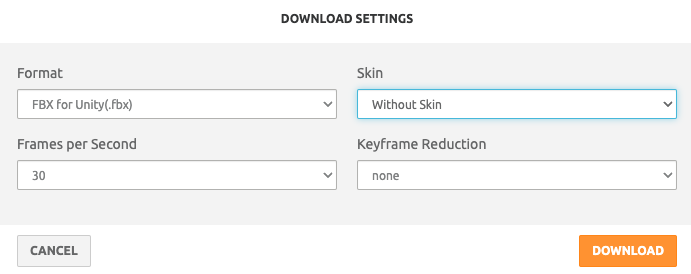 DOWNLOAD SETTINGS
Format
Skin
FBX for Unity(.fbx)
Without Skin
Frames per Second
Keyframe Reduction
30
none
CANCEL
DOWNLOAD